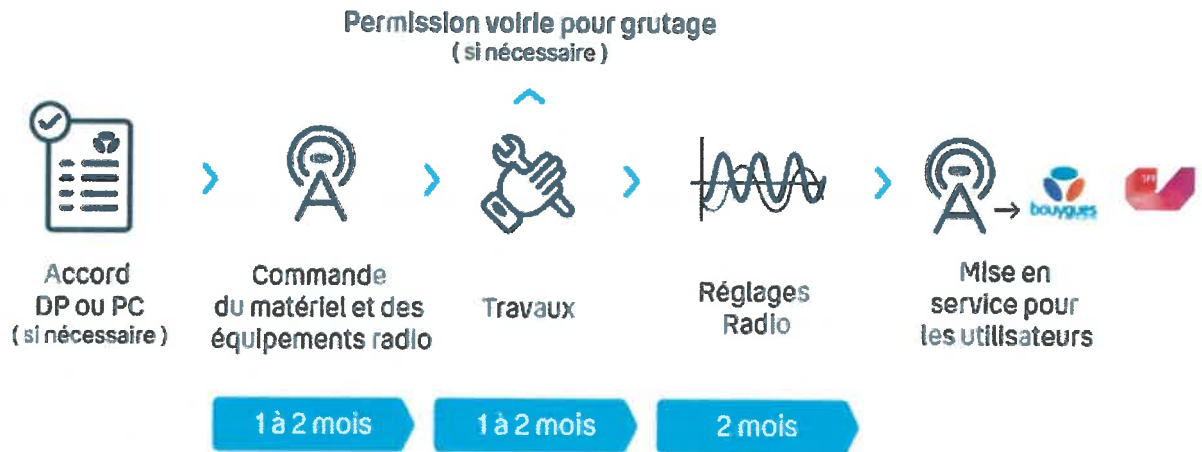 Permission voirie pour grutage
( si nécessaire )
Accord
DP ou PC
( si nécessaire )
Commande
du matériel et des
équipements radio
Travaux
Réglages
Radio
bouygues
SFR
Mise en
service pour
les utilisateurs
1 à 2 mois
1 à 2 mois
2 mois